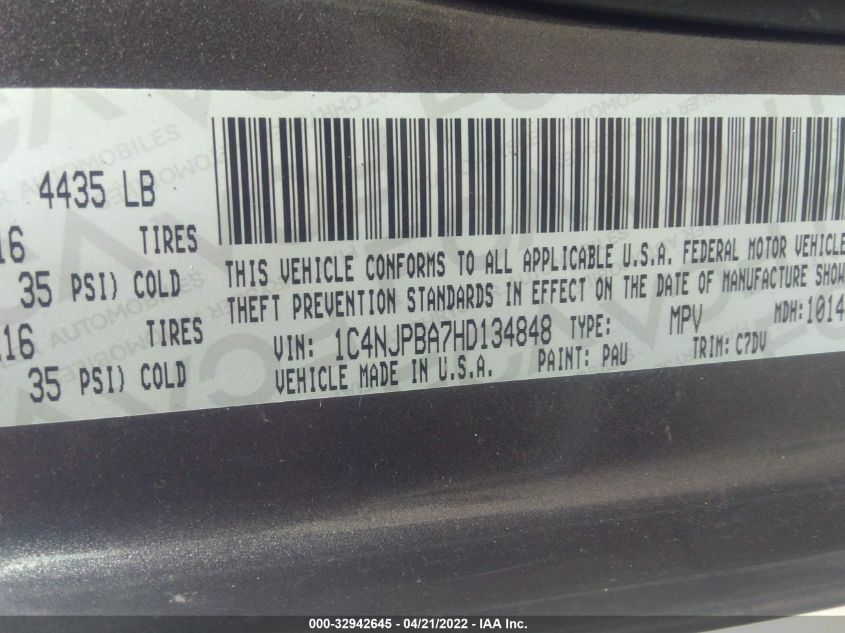 4435 LB
16 TIRES
35 PSI) COLD
16 TIRES
35 PSI) COLD
THIS VEHICLE CONFORMS TO ALL APPLICABLE U.S.A. FEDERAL MOTOR VEHICLE
THEFT PREVENTION STANDARDS IN EFFECT ON THE DATE OF MANUFACTURE SHOW
VIN: 1C4NJPBA7HD134848 TYPE: MPV MDH: 1014
VEHICLE MADE IN U.S.A. PAINT: PAU TRIM: C7DV
000-32942645 / 04/21/2022 - IAA Inc.